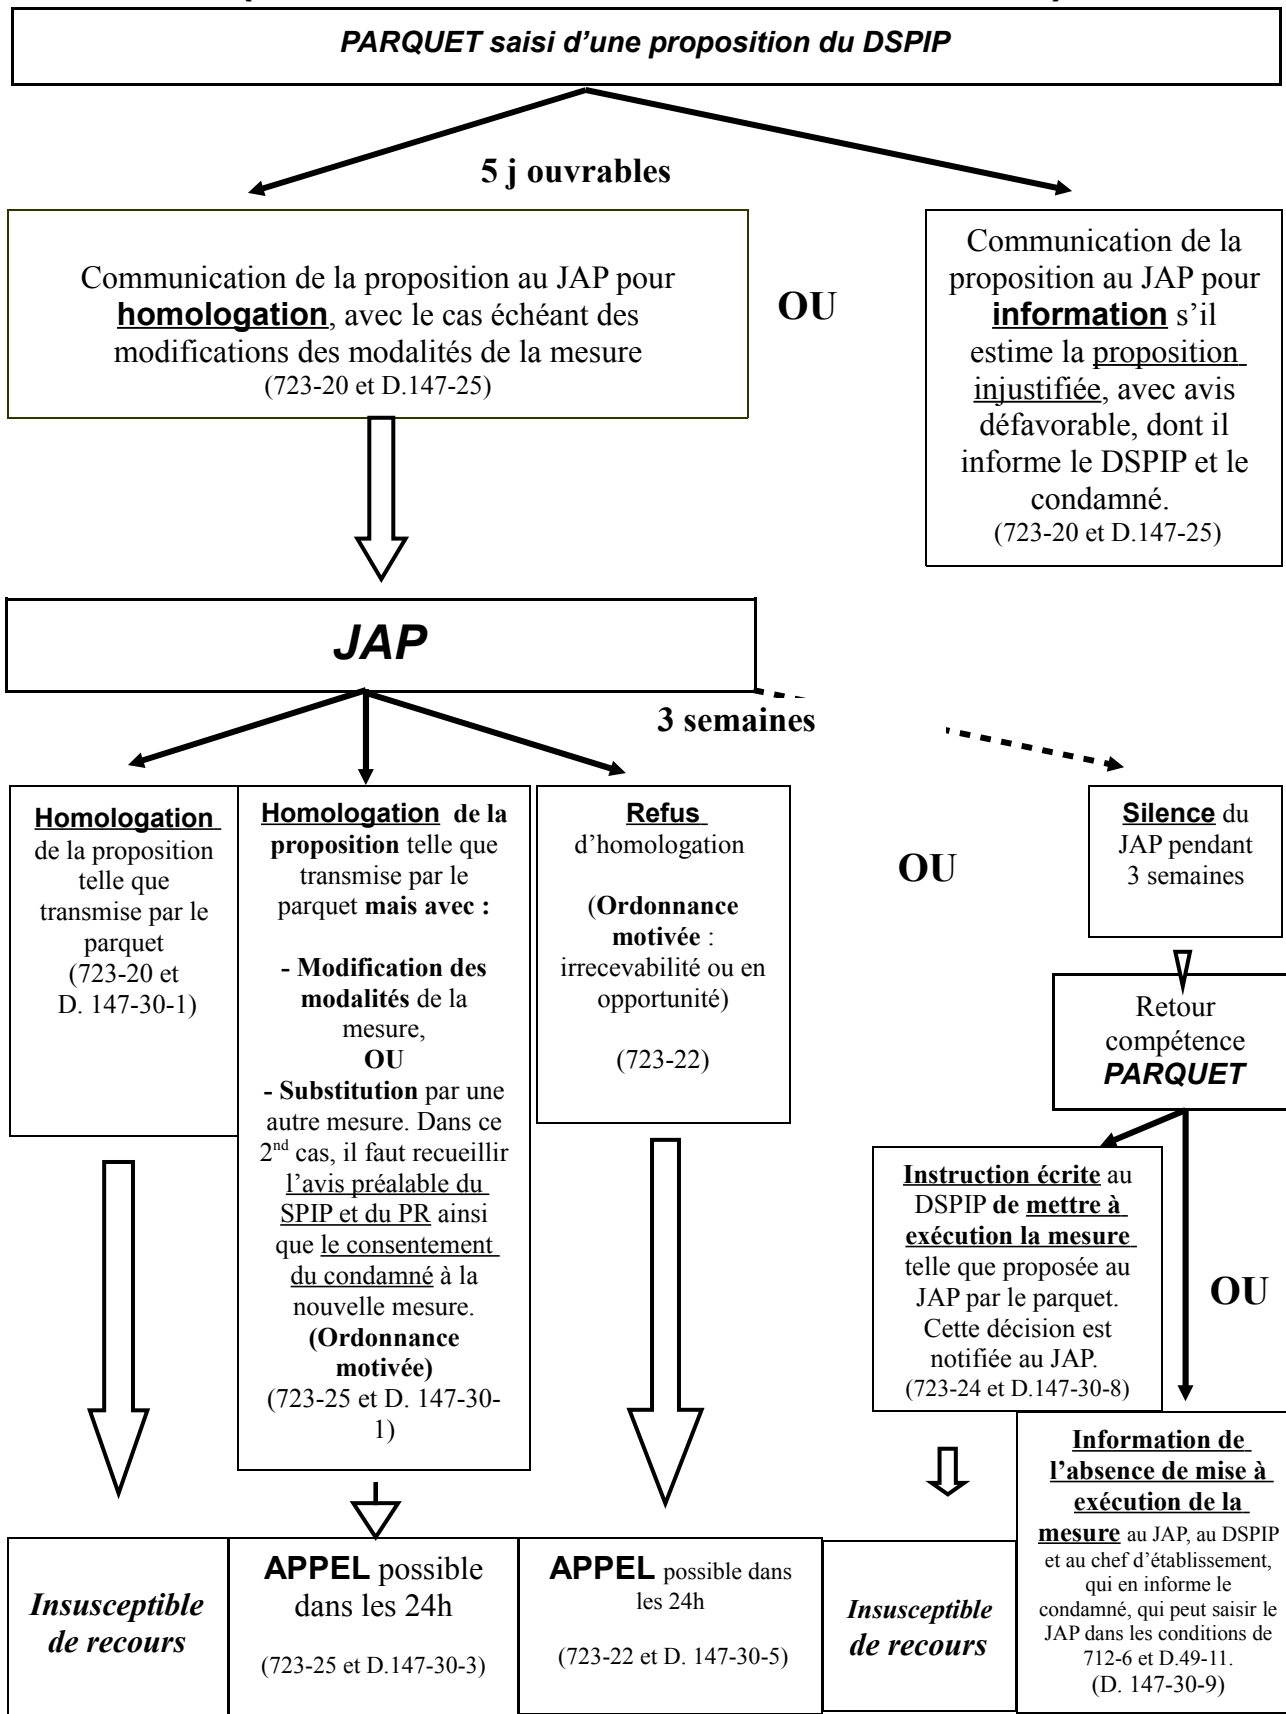 PARQUET saisi d'une proposition du DSPIP
5 j ouvrables
Communication de la proposition au JAP pour
homologation, avec le cas échéant des
modifications des modalités de la mesure
(723-20 et D.147-25)
OU
Communication de la
proposition au JAP pour
information s'il
estime la proposition
injustifiée, avec avis
défavorable, dont il
informe le DSPIP et le
condamné.
(723-20 et D.147-25)
JAP
3 semaines
Homologation
de la proposition
telle que
transmise par le
parquet
(723-20 et
D. 147-30-1)
Homologation de la
proposition telle que
transmise par le
parquet mais avec :
- Modification des
modalités de la
mesure,
OU
- Substitution par une
autre mesure. Dans ce
2nd cas, il faut recueillir
l'avis préalable du
SPIP et du PR ainsi
que le consentement
du condamné à la
nouvelle mesure.
(Ordonnance
motivée)
(723-25 et D. 147-30-
1)
Refus
d'homologation
(Ordonnance
motivée :
irrecevabilité ou en
opportunité)
(723-22)
OU
Silence du
JAP pendant
3 semaines
Retour
compétence
PARQUET
Instruction écrite au
DSPIP de mettre à
exécution la mesure
telle que proposée au
JAP par le parquet.
Cette décision est
notifiée au JAP.
(723-24 et D.147-30-8)
OU
Information de
l'absence de mise à
exécution de la
mesure au JAP, au DSPIP
et au chef d'établissement,
qui en informe le
condamné, qui peut saisir le
JAP dans les conditions de
712-6 et D.49-11.
(D. 147-30-9)
Insusceptible
de recours
APPEL possible
dans les 24h
(723-25 et D.147-30-3)
APPEL possible dans
les 24h
(723-22 et D. 147-30-5)
Insusceptible
de recours